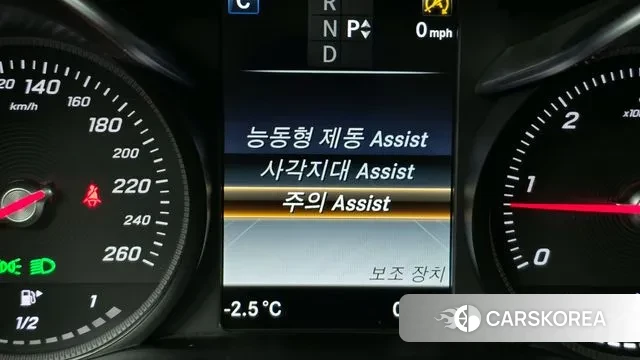 C
R
N P
D
0 mph
20 140
160
km/h
180
200
220
240
260
1/2
1
능동형 제동 Assist
사각지대 Assist
주의 Assist
보조 장치
-2.5 °C
2
1
0
CARSKOREA